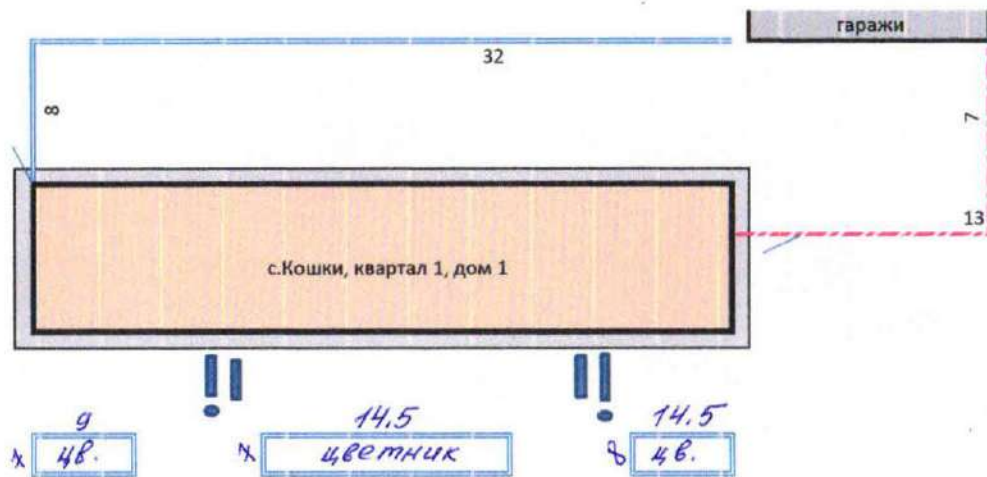 гаражи
32
8
7
13
с.Кошки, квартал 1, дом 1
9
14.5
14.5
цв.
цветник
8
цв.